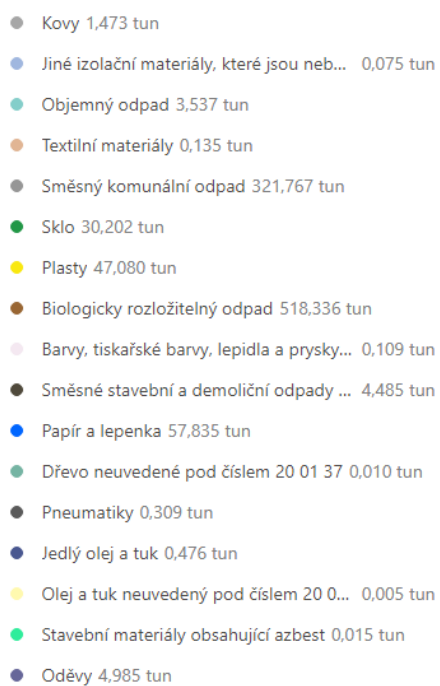 Kovy 1,473 tun
Jiné izolační materiály, které jsou neb... 0,075 tun
Objemný odpad 3,537 tun
Textilní materiály 0,135 tun
Směsný komunální odpad 321,767 tun
Sklo 30,202 tun
Plasty 47,080 tun
Biologicky rozložitelný odpad 518,336 tun
Barvy, tiskařské barvy, lepidla a prysky... 0,109 tun
Směsné stavební a demoliční odpady ... 4,485 tun
Papír a lepenka 57,835 tun
Dřevo neuvedené pod číslem 20 01 37 0,010 tun
Pneumatiky 0,309 tun
Jedlý olej a tuk 0,476 tun
Olej a tuk neuvedený pod číslem 20 0... 0,005 tun
Stavební materiály obsahující azbest 0,015 tun
Oděvy 4,985 tun